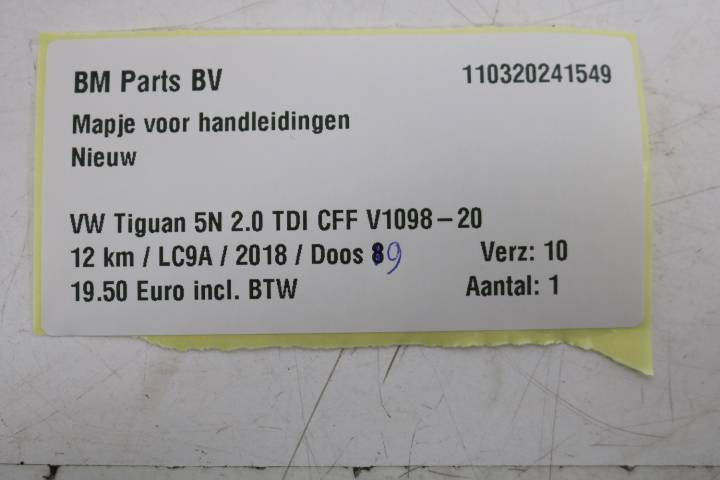 BM Parts BV 110320241549
Mapje voor handleidingen
Nieuw
VW Tiguan 5N 2.0 TDI CFF V1098-20
12 km / LC9A / 2018 / Doos 9 Verz: 10
19.50 Euro incl. BTW Aantal: 1